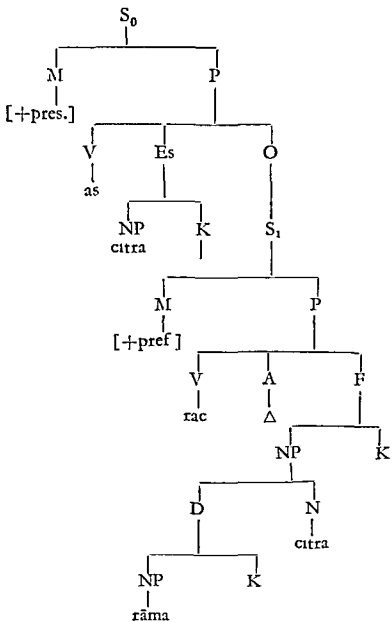 S₀
M P
[+pres.]
V Es O
as
NP K S₁
citra
M P
[+pref]
V A F
rac Δ
NP K
D N
citra
NP K
rāma